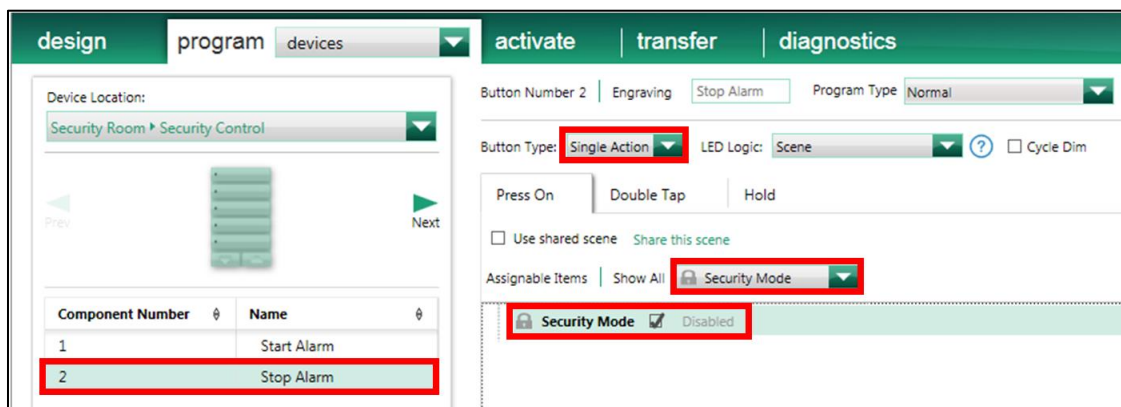 design program devices activate transfer diagnostics
Device Location:
Security Room ▸ Security Control
Prev
Next
Component Number Name
1 Start Alarm
2 Stop Alarm
Button Number 2 Engraving Stop Alarm Program Type Normal
Button Type: Single Action LED Logic: Scene ? Cycle Dim
Press On Double Tap Hold
Use shared scene Share this scene
Assignable Items Show All Security Mode
Security Mode Disabled